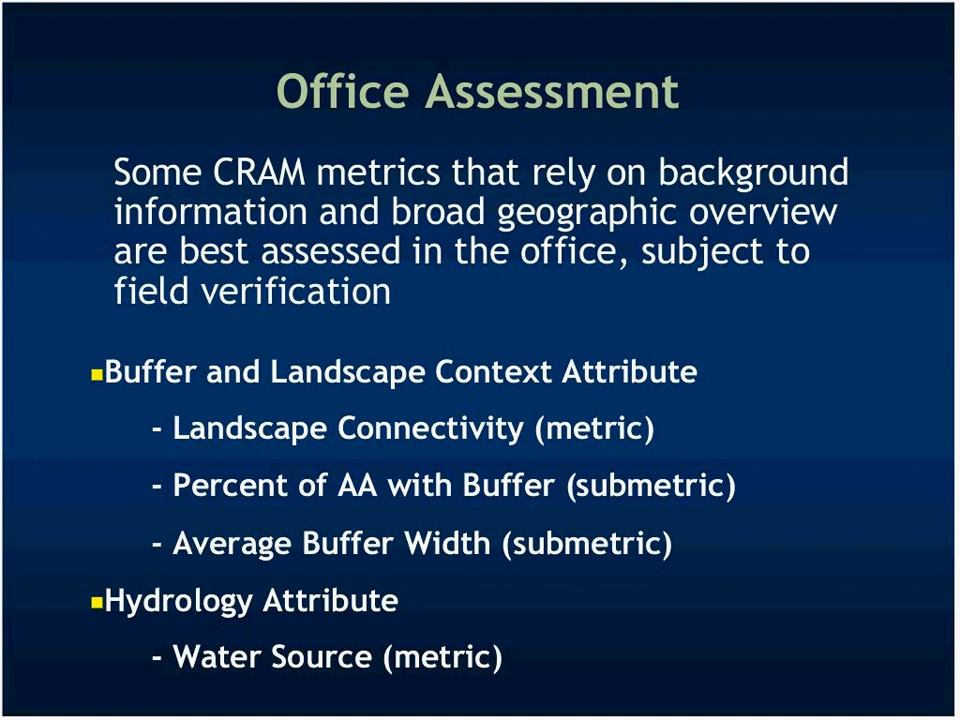 Office Assessment
Some CRAM metrics that rely on background
information and broad geographic overview
are best assessed in the office, subject to
field verification
Buffer and Landscape Context Attribute
- Landscape Connectivity (metric)
- Percent of AA with Buffer (submetric)
- Average Buffer Width (submetric)
Hydrology Attribute
- Water Source (metric)